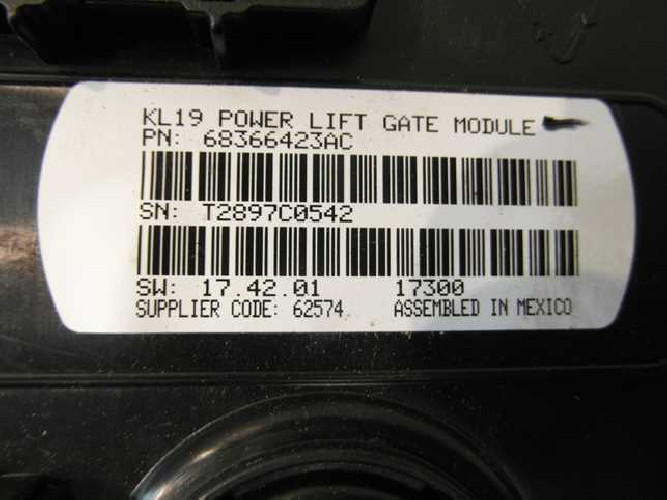 KL19 POWER LIFT GATE MODULE
PN: 68366423AC
SN: T2897C0542
SW: 17.42.01 17300
SUPPLIER CODE: 62574 ASSEMBLED IN MEXICO